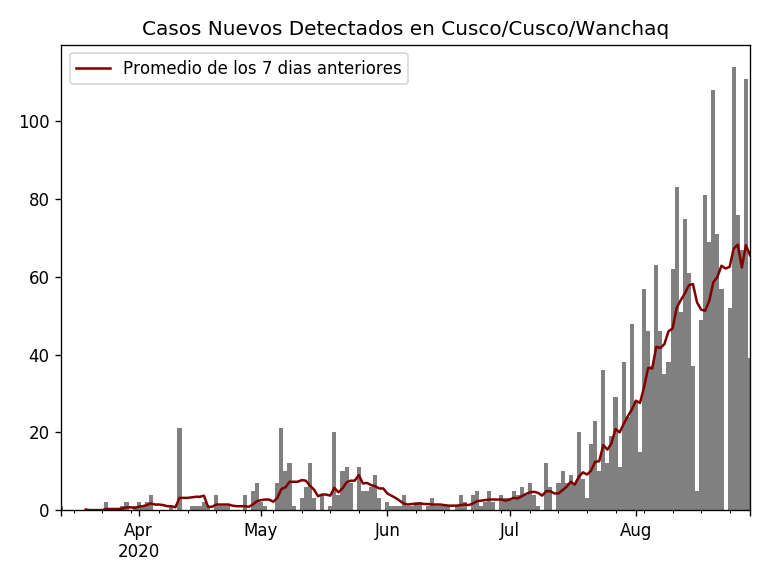 Casos Nuevos Detectados en Cusco/Cusco/Wanchaq
Promedio de los 7 dias anteriores
100
80
60
40
20
0
Apr May Jun Jul Aug
2020